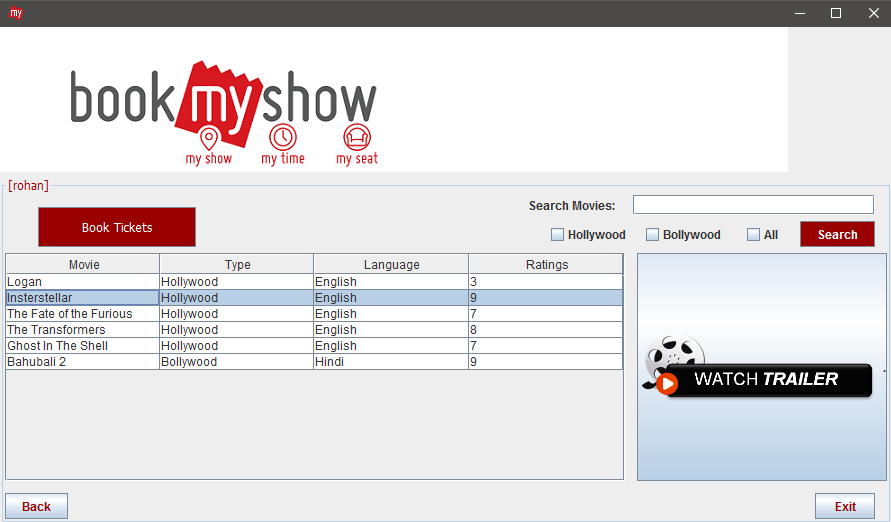 my
book my show
my show my time my seat
[rohan]
Search Movies:
Book Tickets
Hollywood Bollywood All Search
Movie Type Language Ratings
Logan Hollywood English 3
Insterstellar Hollywood English 9
The Fate of the Furious Hollywood English 7
The Transformers Hollywood English 8
Ghost In The Shell Hollywood English 7
Bahubali 2 Bollywood Hindi 9
WATCH TRAILER
Back Exit